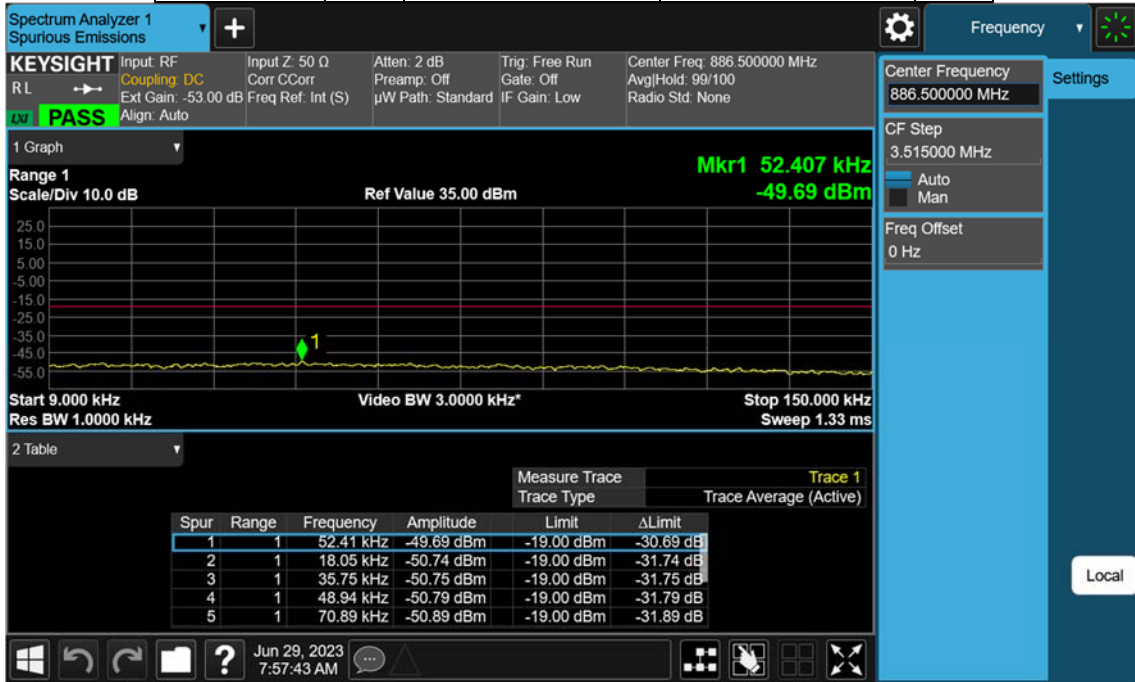 Spectrum Analyzer 1
Spurious Emissions
+
Frequency
KEYSIGHT
RL
LXI PASS
Input: RF
Coupling: DC
Ext Gain: -53.00 dB
Align: Auto
Input Z: 50 Ω
Corr CCorr
Freq Ref: Int (S)
Atten: 2 dB
Preamp: Off
µW Path: Standard
Trig: Free Run
Gate: Off
IF Gain: Low
Center Freq: 886.500000 MHz
Avg|Hold: 99/100
Radio Std: None
Center Frequency
886.500000 MHz
Settings
CF Step
3.515000 MHz
Auto
Man
Freq Offset
0 Hz
Local
1 Graph
Range 1
Scale/Div 10.0 dB
Ref Value 35.00 dBm
Mkr1 52.407 kHz
-49.69 dBm
25.0
15.0
5.00
-5.00
-15.0
-25.0
-35.0
-45.0
-55.0
1
Start 9.000 kHz
Res BW 1.0000 kHz
Video BW 3.0000 kHz*
Stop 150.000 kHz
Sweep 1.33 ms
2 Table
Measure Trace Trace 1
Trace Type Trace Average (Active)
Spur Range Frequency Amplitude Limit ΔLimit
1 1 52.41 kHz -49.69 dBm -19.00 dBm -30.69 dB
2 1 18.05 kHz -50.74 dBm -19.00 dBm -31.74 dB
3 1 35.75 kHz -50.75 dBm -19.00 dBm -31.75 dB
4 1 48.94 kHz -50.79 dBm -19.00 dBm -31.79 dB
5 1 70.89 kHz -50.89 dBm -19.00 dBm -31.89 dB
?
Jun 29, 2023
7:57:43 AM